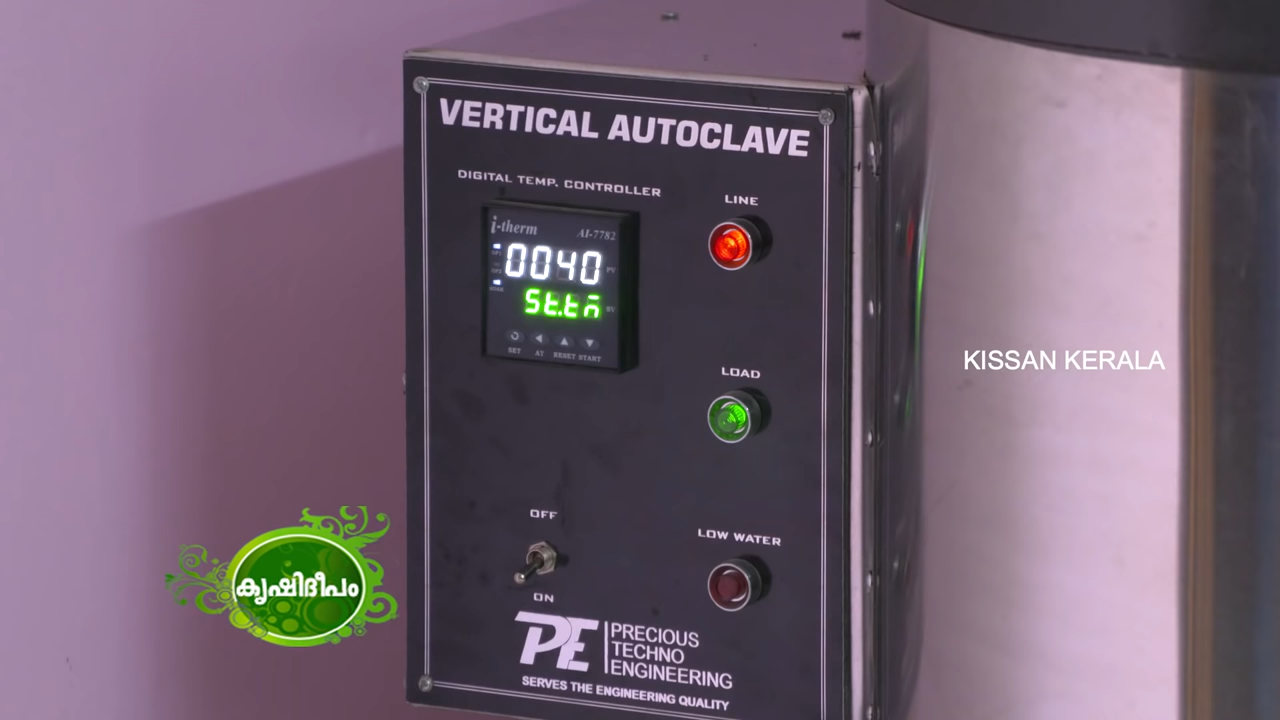 VERTICAL AUTOCLAVE
DIGITAL TEMP. CONTROLLER
LINE
i-therm
AI-7782
0040
PV
St.tm
SV
SET AT RESET START
LOAD
KISSAN KERALA
OFF
LOW WATER
ON
കൃഷിദീപം
PE
PRECIOUS
TECHNO
ENGINEERING
SERVES THE ENGINEERING QUALITY